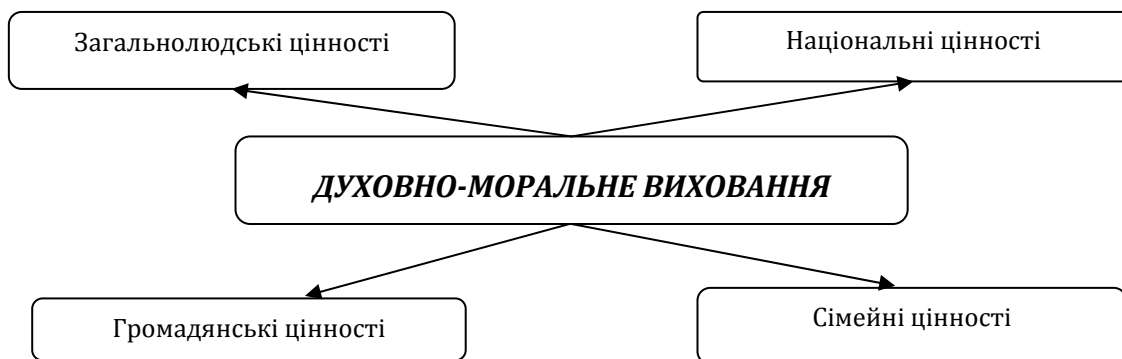 Загальнолюдські цінності
Національні цінності
ДУХОВНО-МОРАЛЬНЕ ВИХОВАННЯ
Громадянські цінності
Сімейні цінності